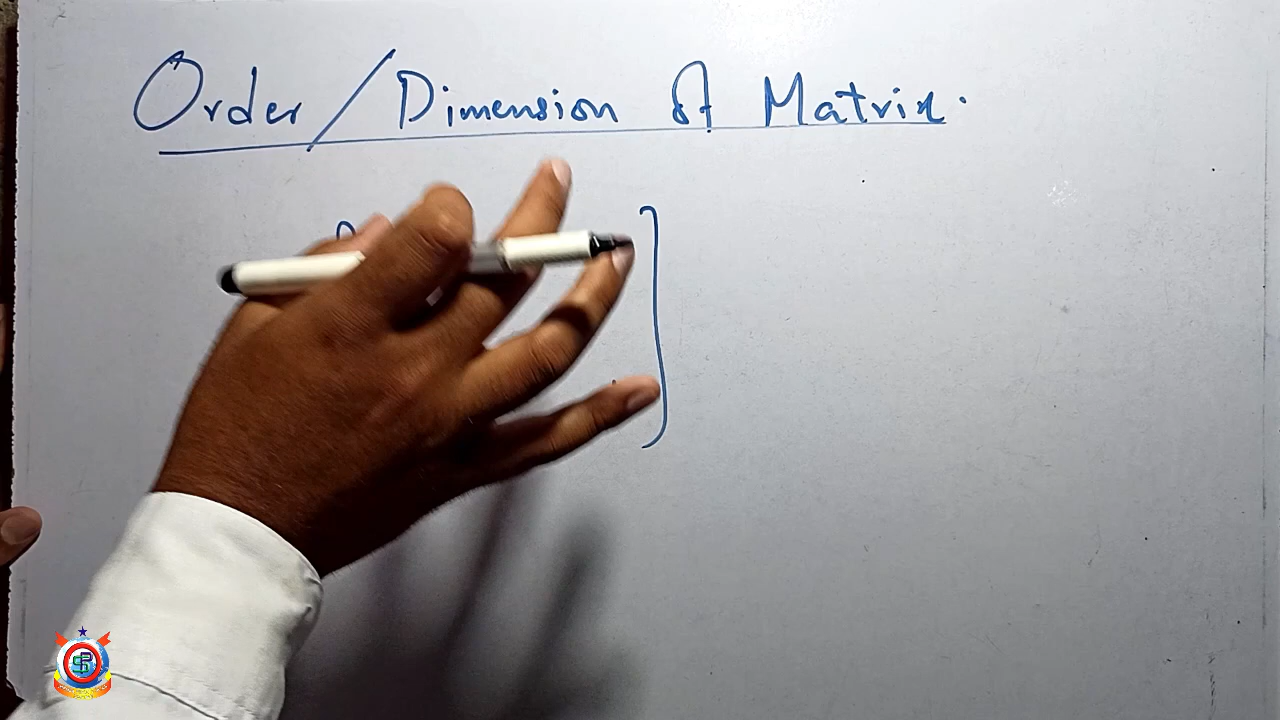 Order / Dimension of Matrix.
]